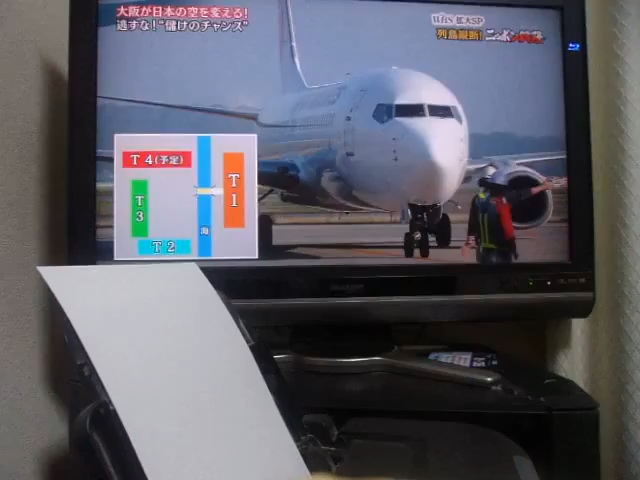 大阪が日本の空を変える!
逃すな!“儲けのチャンス”
列島縦断!
T4(予定)
T1
T3
海
T2
SHARP